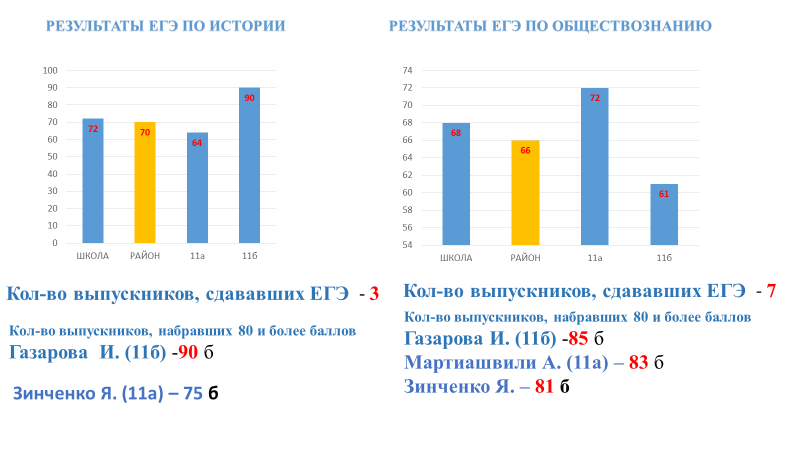 РЕЗУЛЬТАТЫ ЕГЭ ПО ИСТОРИИ
100
90
80
70
60
50
40
30
20
10
0
72
70
64
90
ШКОЛА РАЙОН 11а 11б
Кол-во выпускников, сдававших ЕГЭ - 3
Кол-во выпускников, набравших 80 и более баллов
Газарова И. (11б) -90 б
Зинченко Я. (11а) – 75 б
РЕЗУЛЬТАТЫ ЕГЭ ПО ОБЩЕСТВОЗНАНИЮ
74
72
70
68
66
64
62
60
58
56
54
68
66
72
61
ШКОЛА РАЙОН 11а 11б
Кол-во выпускников, сдававших ЕГЭ - 7
Кол-во выпускников, набравших 80 и более баллов
Газарова И. (11б) -85 б
Мартиашвили А. (11а) – 83 б
Зинченко Я. – 81 б